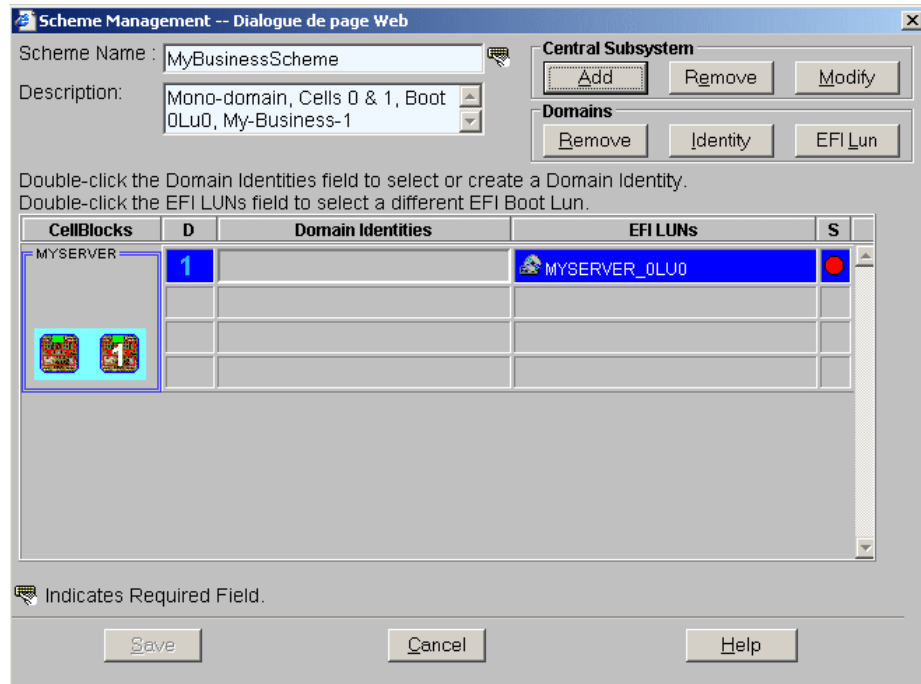 Scheme Management -- Dialogue de page Web
Scheme Name : MyBusinessScheme
Central Subsystem
Add Remove Modify
Description: Mono-domain, Cells 0 & 1, Boot
0Lu0, My-Business-1
Domains
Remove Identity EFI Lun
Double-click the Domain Identities field to select or create a Domain Identity.
Double-click the EFI LUNs field to select a different EFI Boot Lun.
CellBlocks D Domain Identities EFI LUNs S
MYSERVER
1 MYSERVER_0LU0
1
Indicates Required Field.
Save Cancel Help